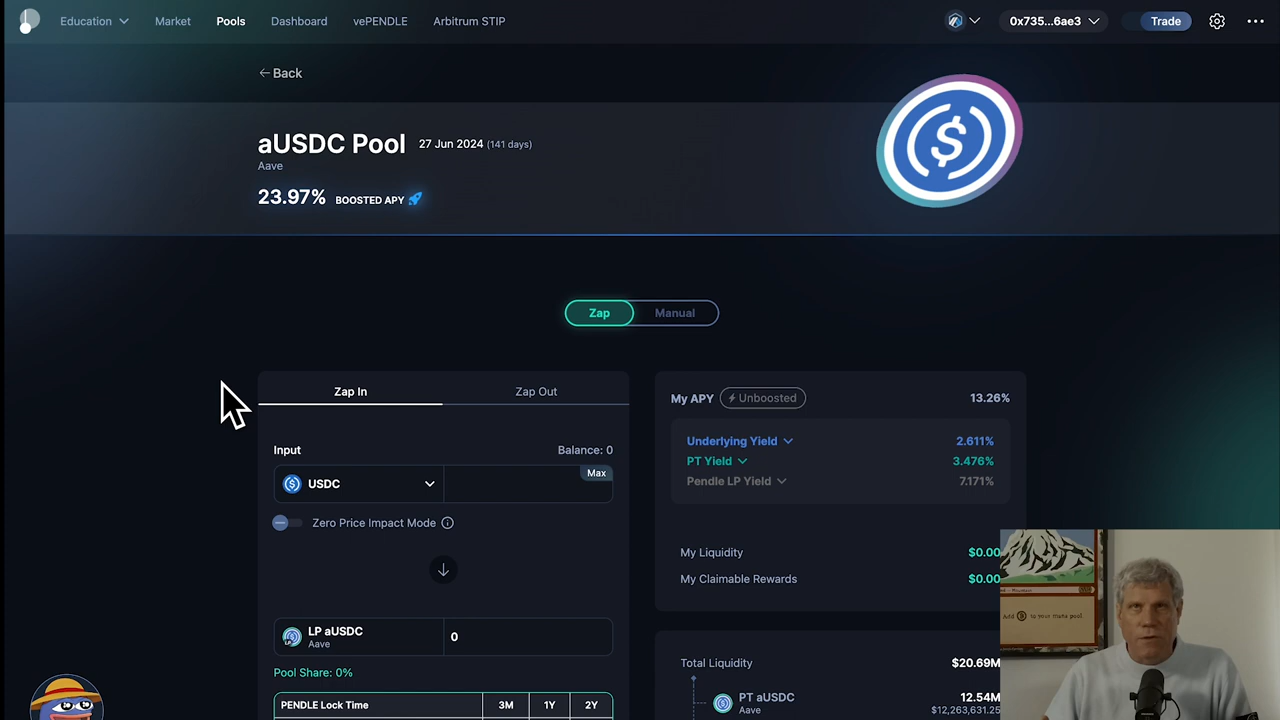 Education Market Pools Dashboard vePENDLE Arbitrum STIP 0x735...6ae3 Trade
Back
aUSDC Pool 27 Jun 2024 (141 days)
Aave
23.97% BOOSTED APY
Zap Manual
Zap In Zap Out
Input Balance: 0
USDC Max
Zero Price Impact Mode
LP aUSDC 0
Aave
Pool Share: 0%
PENDLE Lock Time 3M 1Y 2Y
My APY Unboosted 13.26%
Underlying Yield 2.611%
PT Yield 3.476%
Pendle LP Yield 7.171%
My Liquidity $0.00
My Claimable Rewards $0.00
Total Liquidity $20.69M
PT aUSDC 12.54M
Aave $12,263,631.25
to your mana pool.